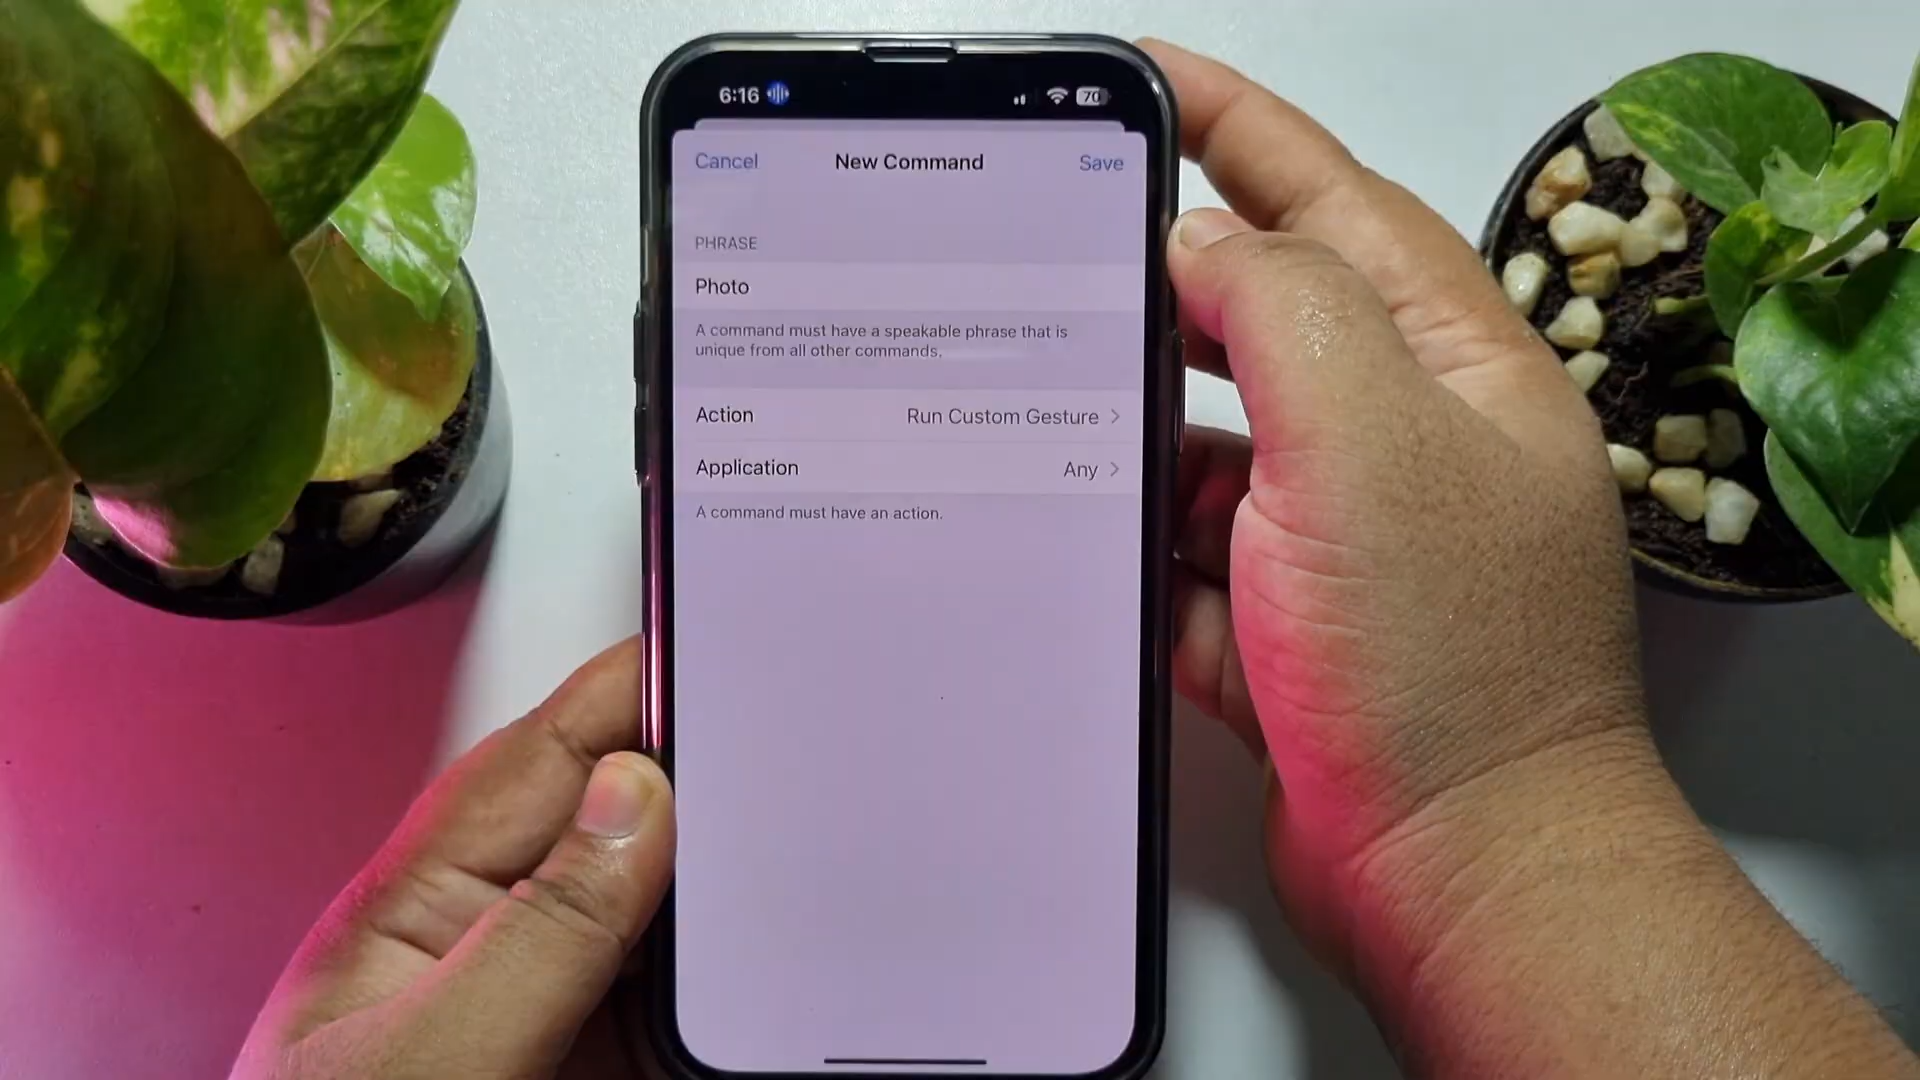 6:16 70
Cancel New Command Save
PHRASE
Photo
A command must have a speakable phrase that is
unique from all other commands.
Action Run Custom Gesture
Application Any
A command must have an action.